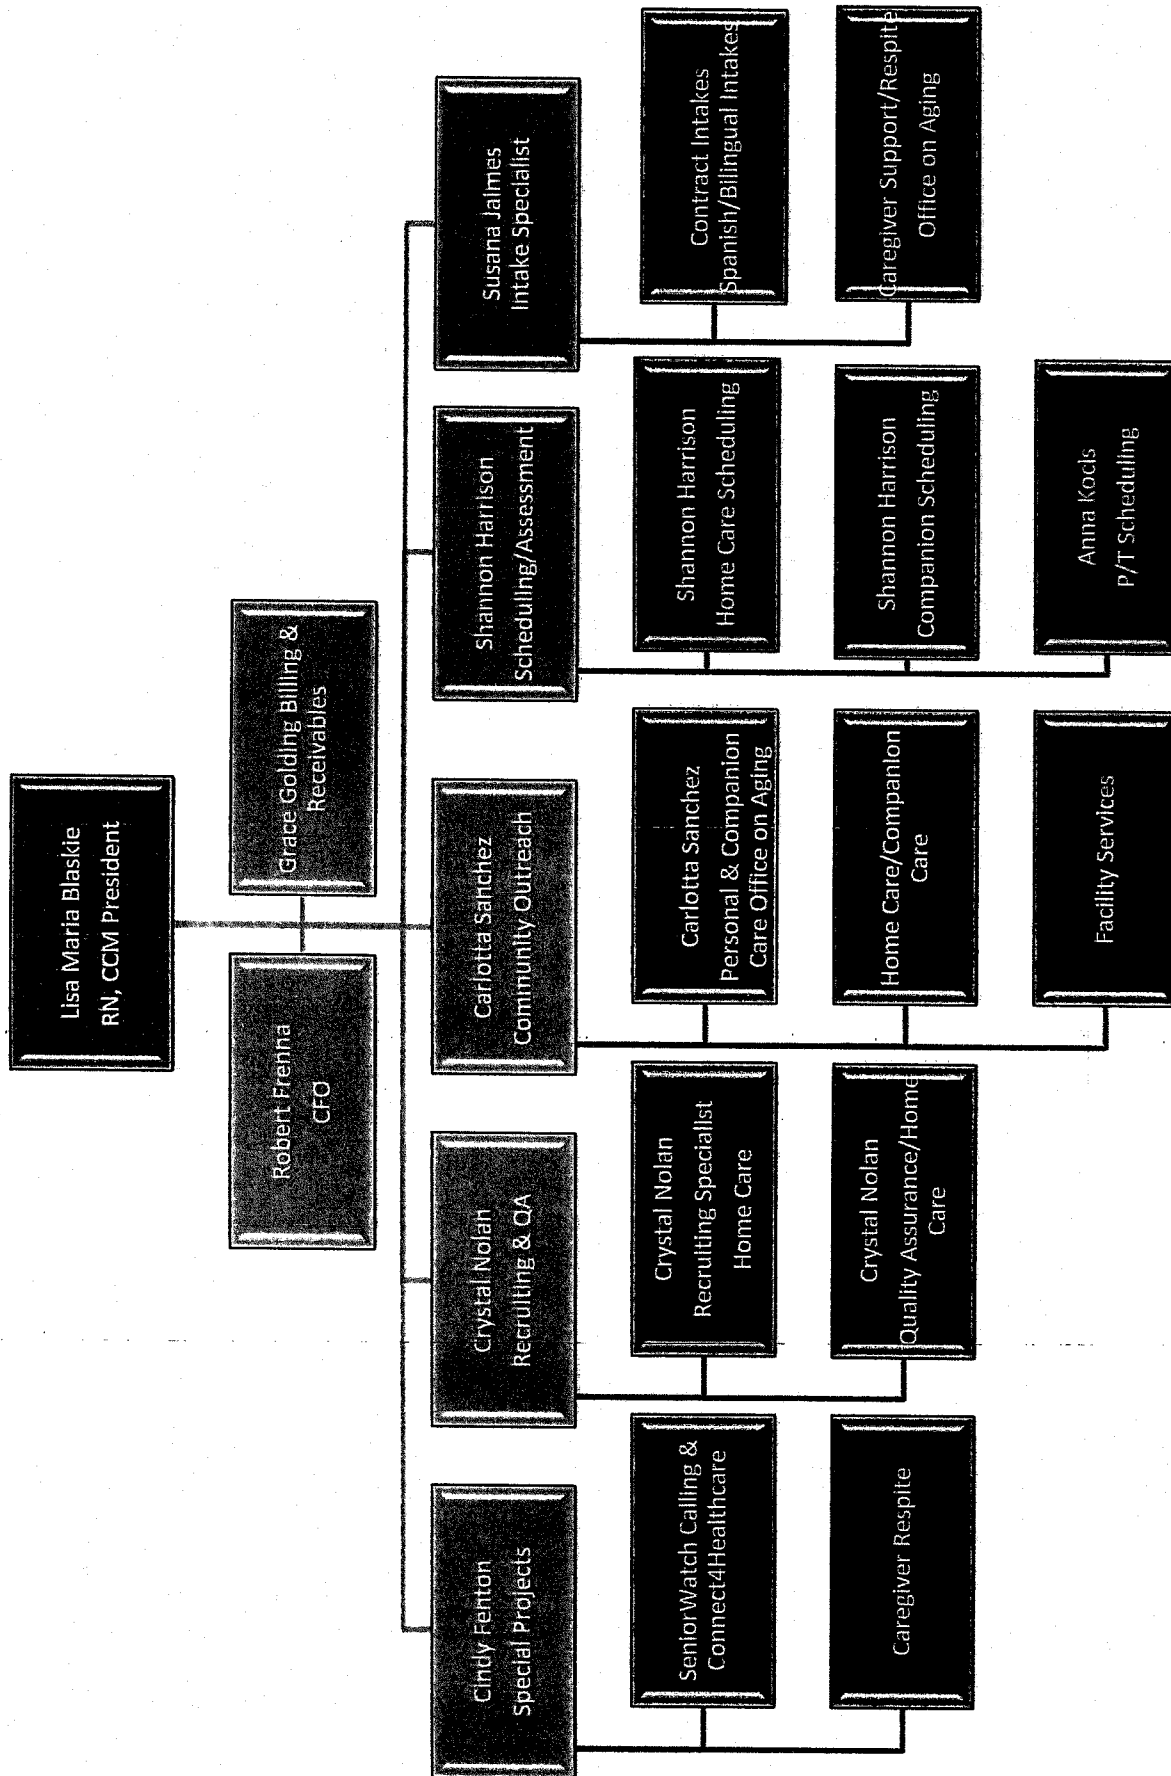 Lisa Maria Blaskie
RN, CCM President
Robert Frenna
CFO
Grace Golding Billing &
Receivables
Cindy Fenton
Special Projects
Crystal Nolan
Recruiting & QA
Carlotta Sanchez
Community Outreach
Shannon Harrison
Scheduling/Assessment
Susana Jaimes
Intake Specialist
SeniorWatch Calling &
Connect4Healthcare
Caregiver Respite
Crystal Nolan
Recruiting Specialist
Home Care
Crystal Nolan
Quality Assurance/Home
Care
Carlotta Sanchez
Personal & Companion
Care Office on Aging
Home Care/Companion
Care
Facility Services
Shannon Harrison
Home Care Scheduling
Shannon Harrison
Companion Scheduling
Anna Kocls
P/T Scheduling
Contract Intakes
Spanish/Bilingual Intakes
Caregiver Support/Respite
Office on Aging